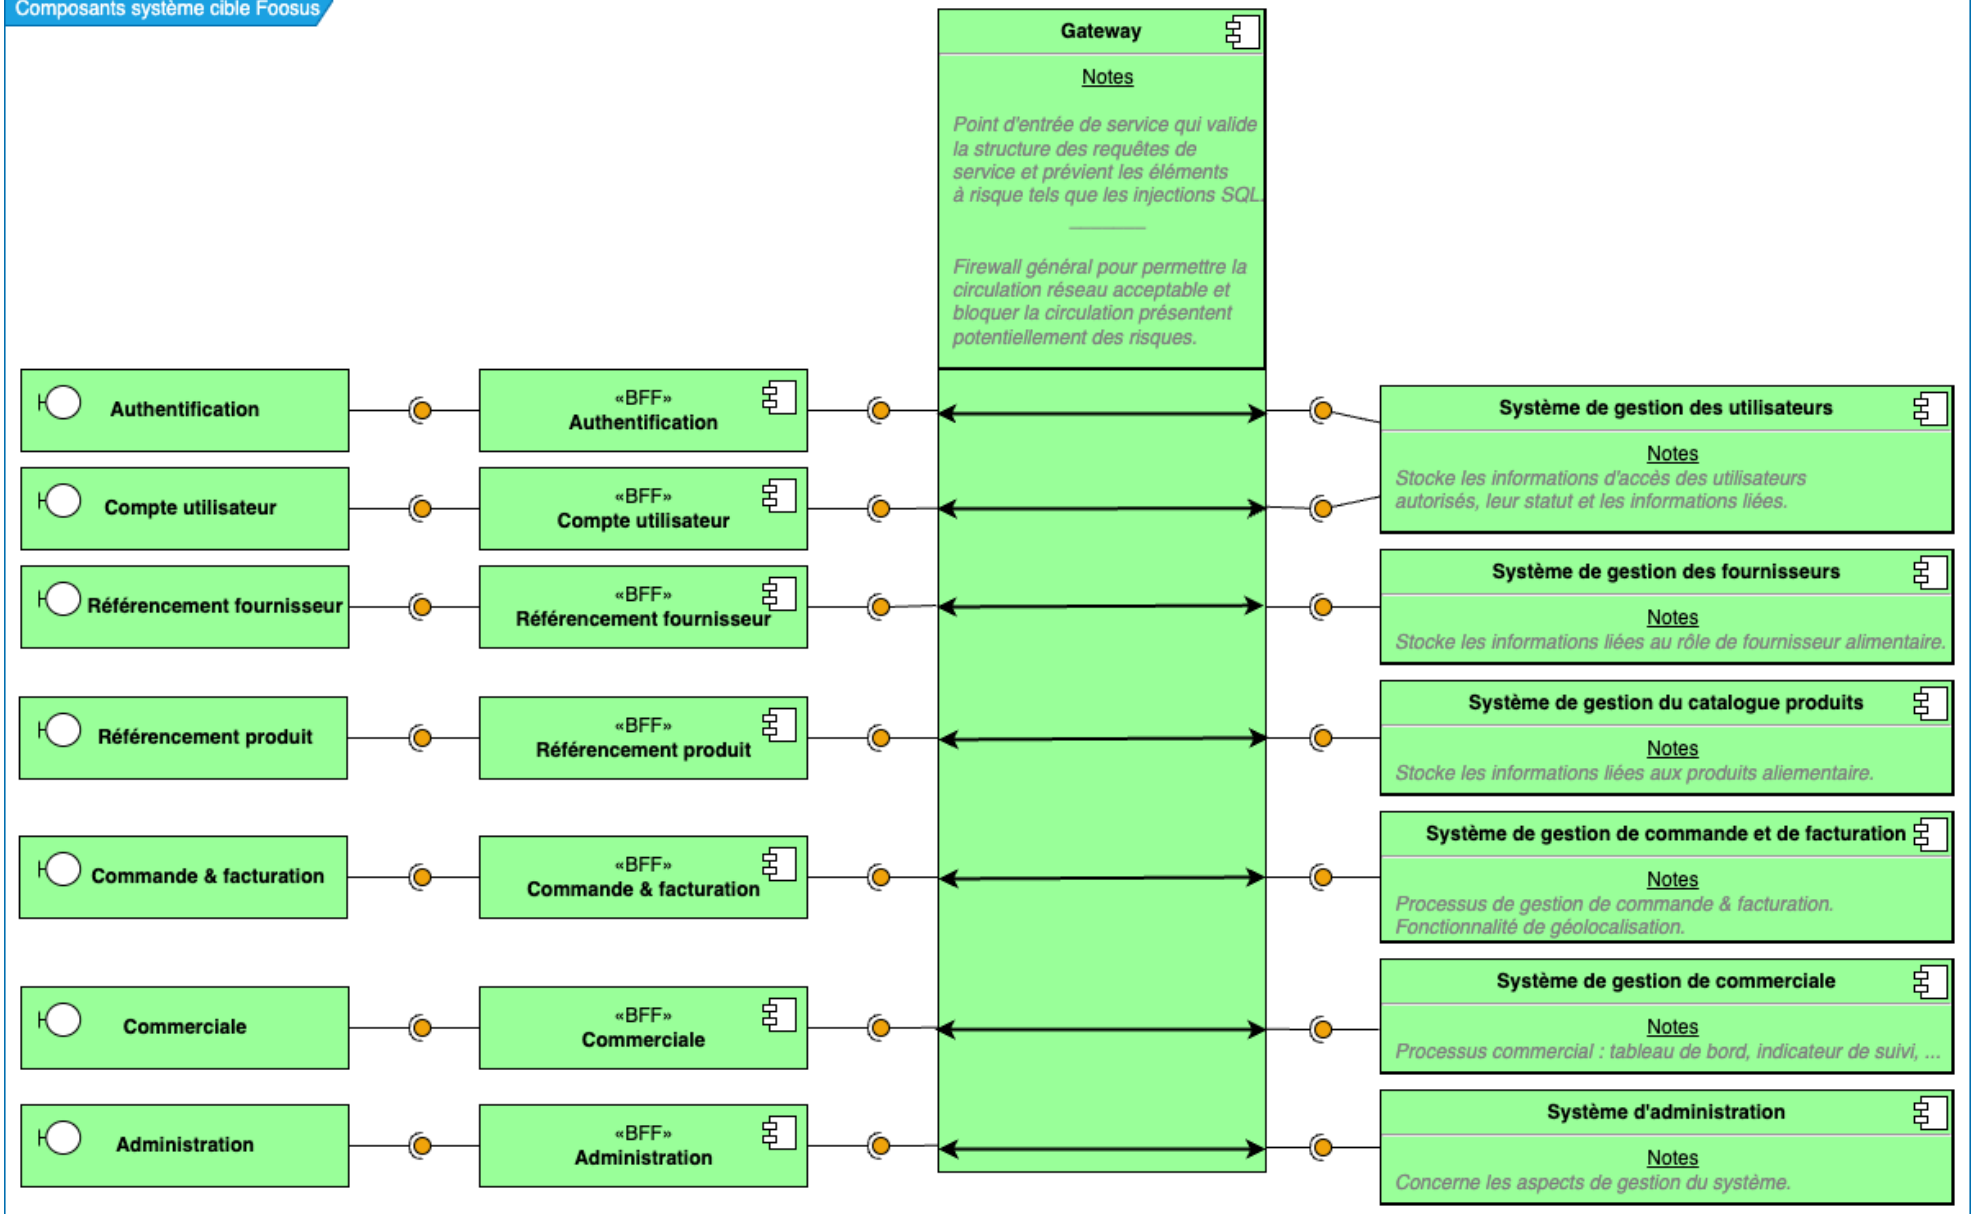 Composants système cible Foosus
Gateway
Notes
Point d'entrée de service qui valide
la structure des requêtes de
service et prévient les éléments
à risque tels que les injections SQL.
Firewall général pour permettre la
circulation réseau acceptable et
bloquer la circulation présentent
potentiellement des risques.
Authentification
«BFF»
Authentification
Système de gestion des utilisateurs
Notes
Stocke les informations d'accès des utilisateurs
autorisés, leur statut et les informations liées.
Compte utilisateur
«BFF»
Compte utilisateur
Référencement fournisseur
«BFF»
Référencement fournisseur
Système de gestion des fournisseurs
Notes
Stocke les informations liées au rôle de fournisseur alimentaire.
Référencement produit
«BFF»
Référencement produit
Système de gestion du catalogue produits
Notes
Stocke les informations liées aux produits aliementaire.
Commande & facturation
«BFF»
Commande & facturation
Système de gestion de commande et de facturation
Notes
Processus de gestion de commande & facturation.
Fonctionnalité de géolocalisation.
Commerciale
«BFF»
Commerciale
Système de gestion de commerciale
Notes
Processus commercial : tableau de bord, indicateur de suivi, ...
Administration
«BFF»
Administration
Système d'administration
Notes
Concerne les aspects de gestion du système.